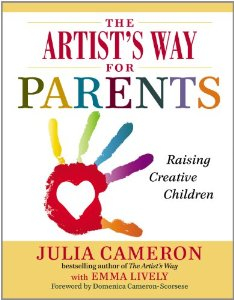 THE
ARTIST'S WAY
FOR
PARENTS
Raising
Creative
Children
JULIA CAMERON
bestselling author of The Artist's Way
with EMMA LIVELY
Foreword by Domenica Cameron-Scorsese